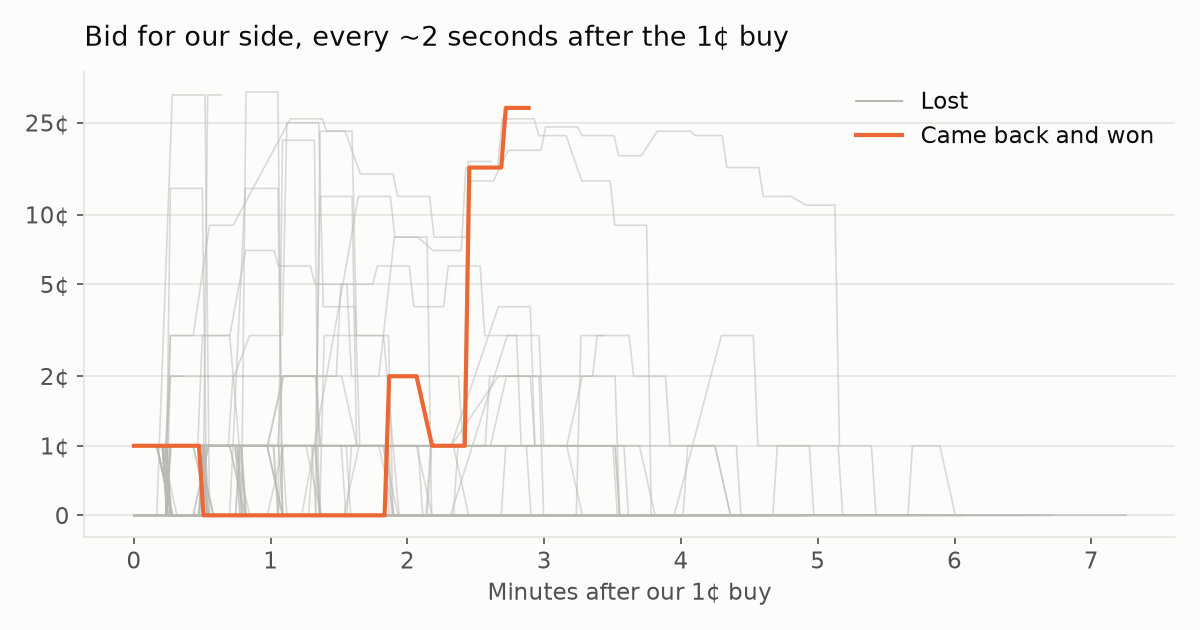 Bid for our side, every ~2 seconds after the 1¢ buy
Lost
Came back and won
25¢
10¢
5¢
2¢
1¢
0
0 1 2 3 4 5 6 7
Minutes after our 1¢ buy